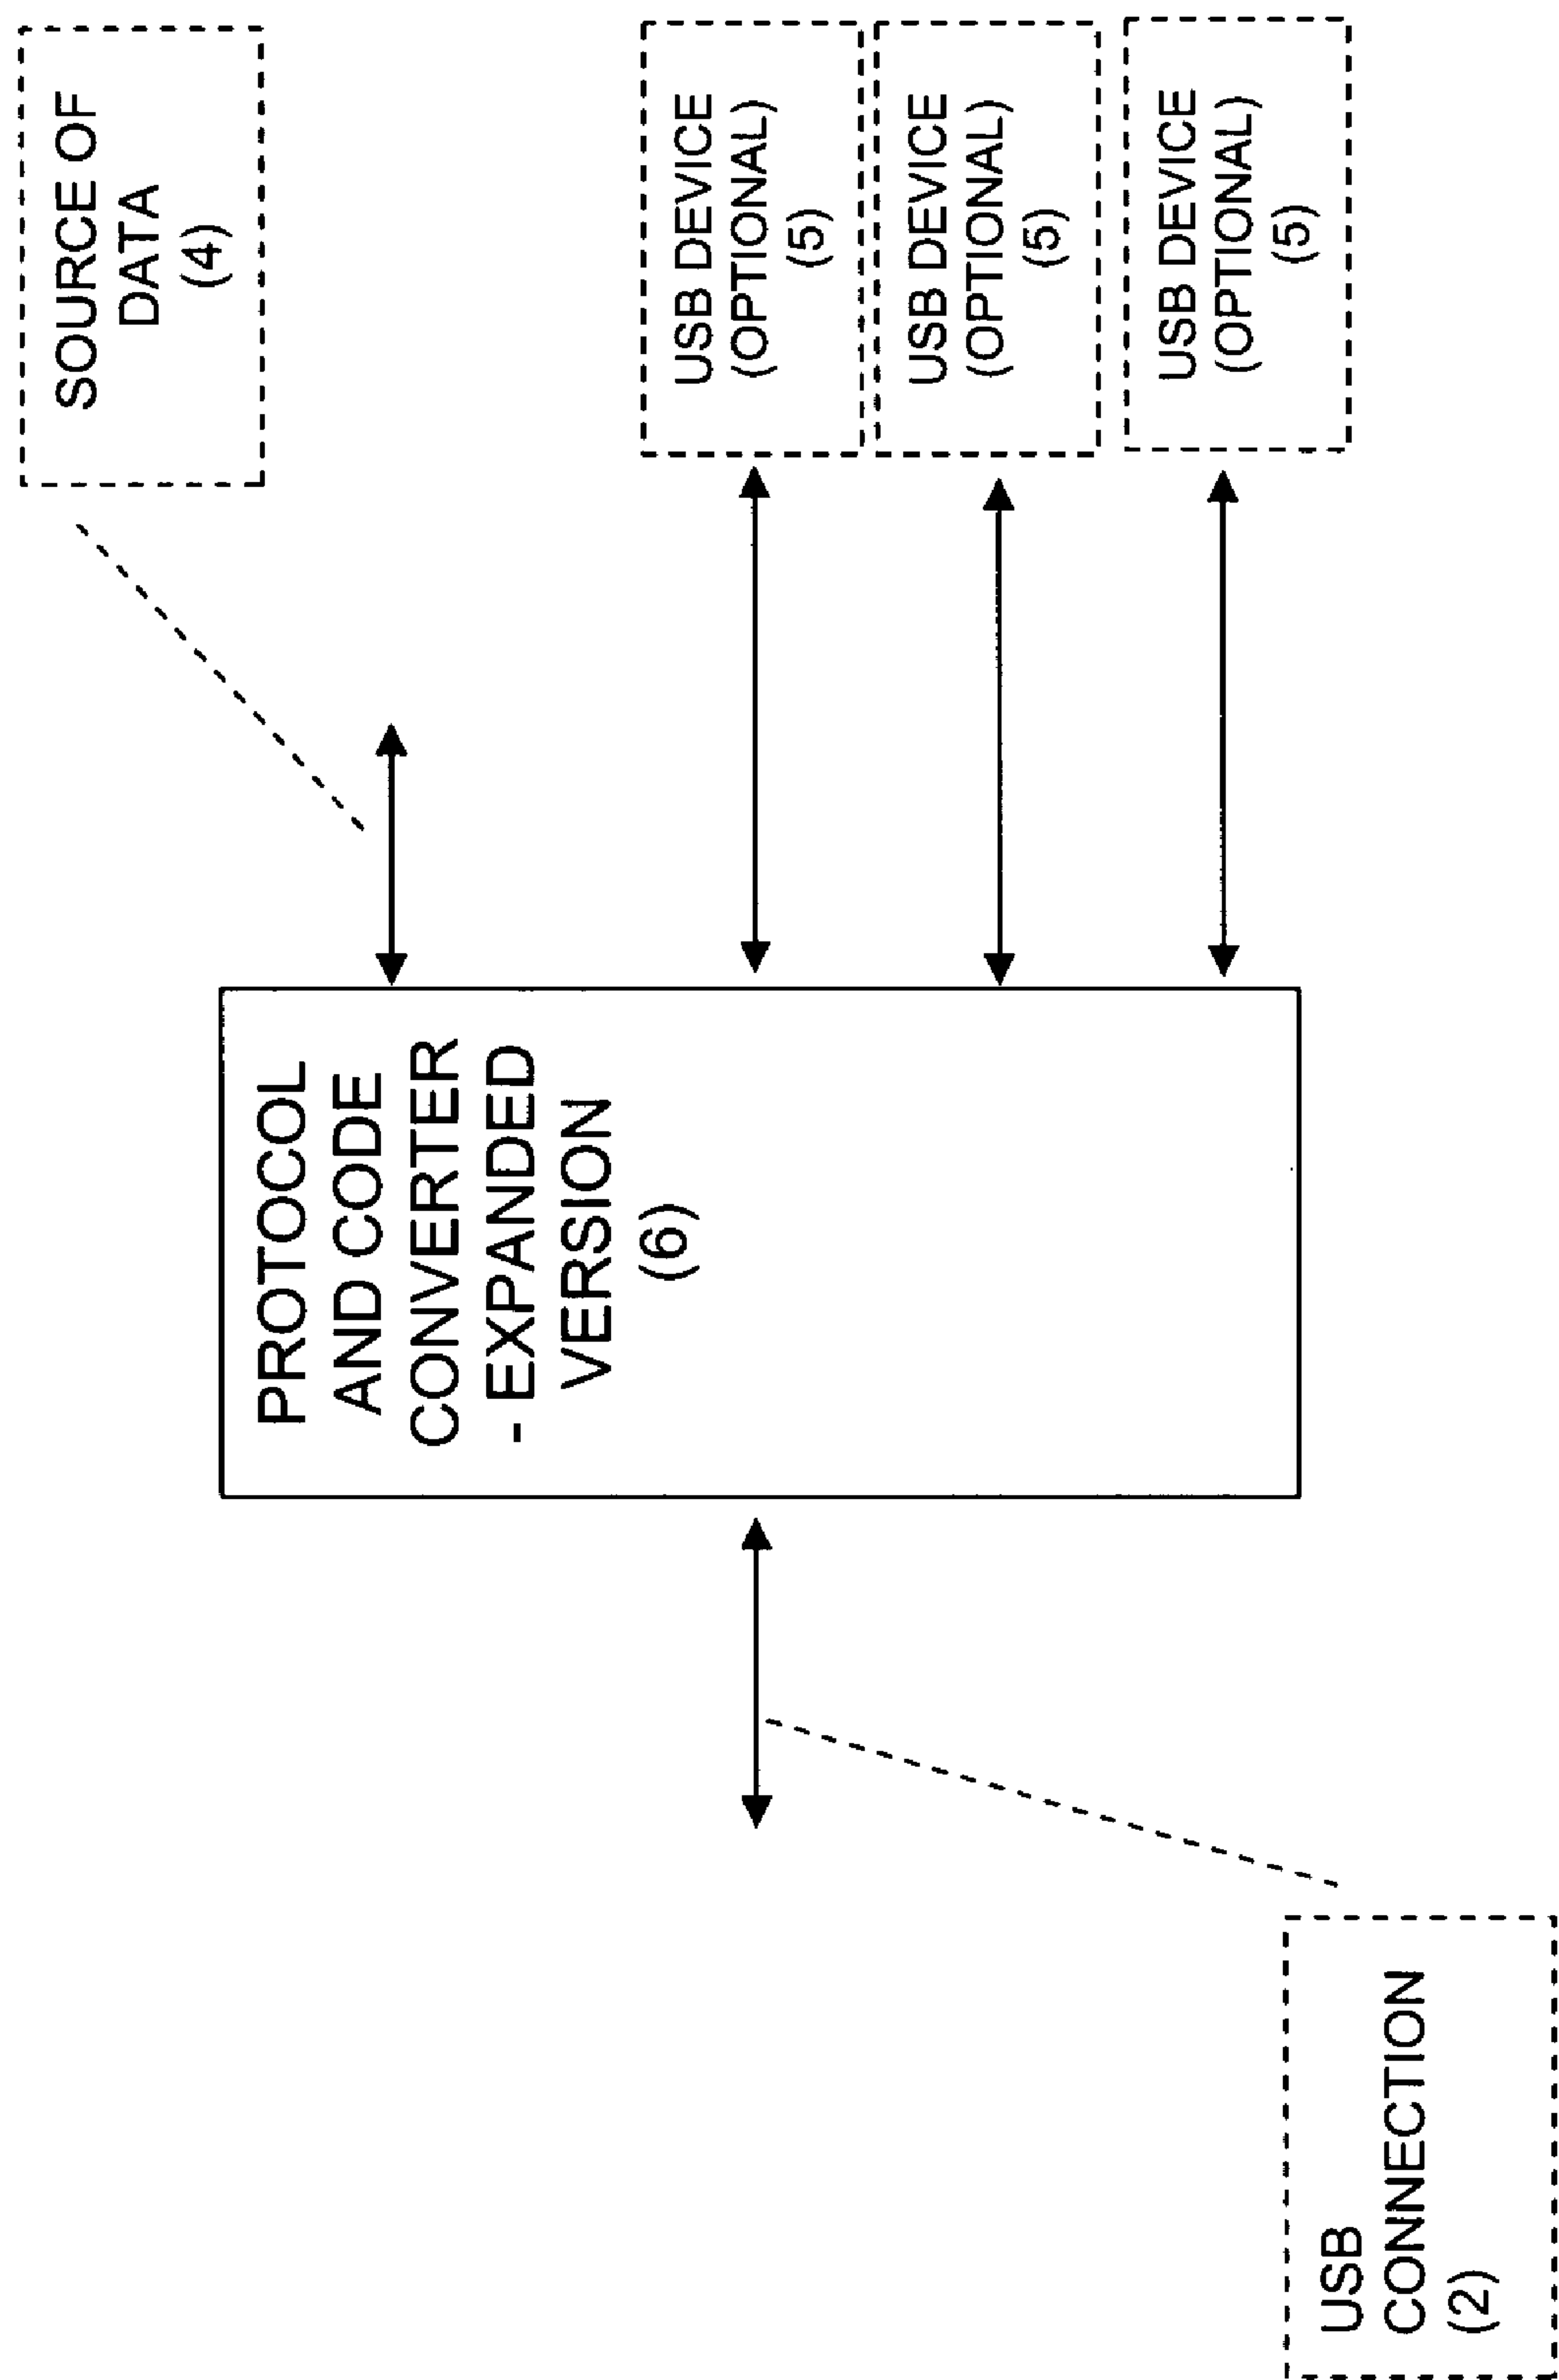 SOURCE OF
DATA
(4)
USB DEVICE
(OPTIONAL)
(5)
USB DEVICE
(OPTIONAL)
(5)
USB DEVICE
(OPTIONAL)
(5)
PROTOCOL
AND CODE
CONVERTER
- EXPANDED
VERSION
(6)
USB
CONNECTION
(2)